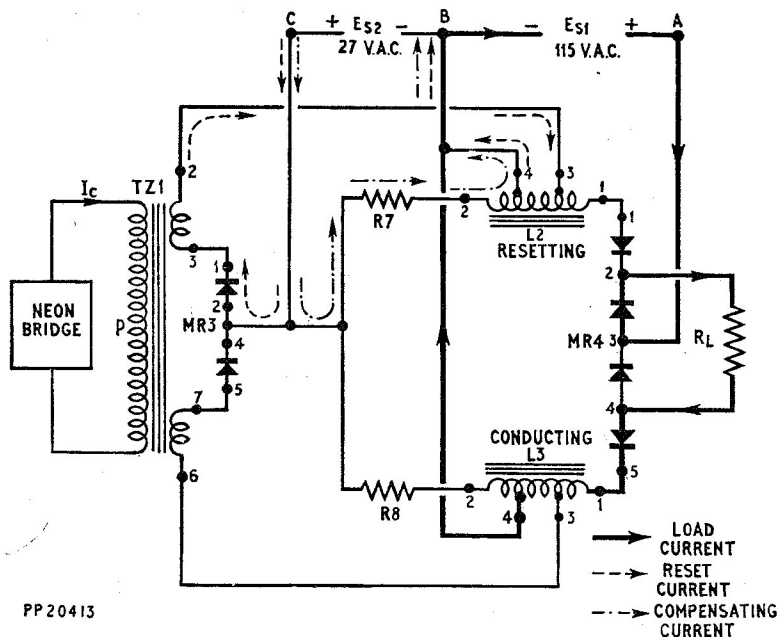 C
+ ES2 -
27 V.A.C.
B
- ES1 +
115 V.A.C.
A
2
Ic
TZ1
3
1
2
MR3
4
5
7
6
P
NEON
BRIDGE
R7
2
4
3
1
L2
RESETTING
1
2
MR4 3
4
5
RL
CONDUCTING
L3
R8
2
4
3
1
LOAD
CURRENT
RESET
CURRENT
COMPENSATING
CURRENT
PP20413